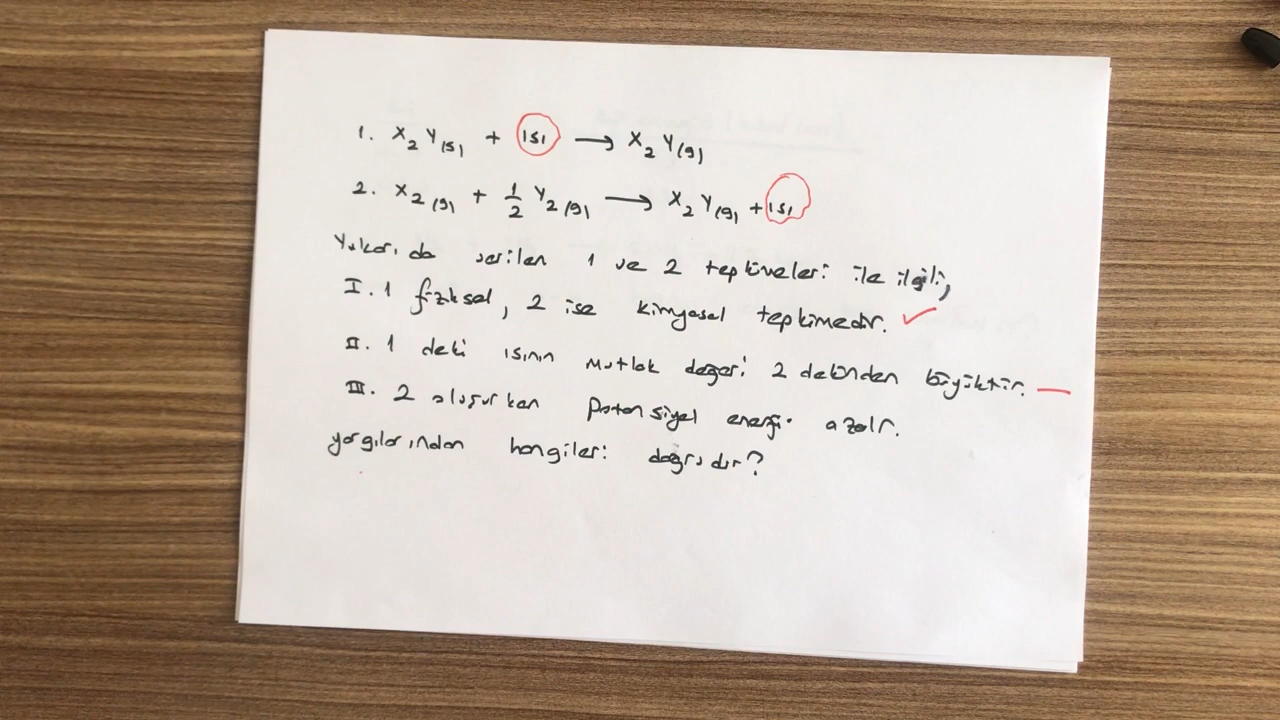 1. X₂Y(s) + ısı → X₂Y(g)
2. X₂(g) + 1/2 Y₂(g) → X₂Y(g) + ısı
Yukarıda verilen 1 ve 2 tepkimeleri ile ilgili;
I. 1 fiziksel, 2 ise kimyasal tepkimedir. ✓
II. 1 deki ısının mutlak değeri 2 dekinden büyüktür. —
III. 2 oluşurken potansiyel enerji azalır.
yargılarından hangileri doğrudur?